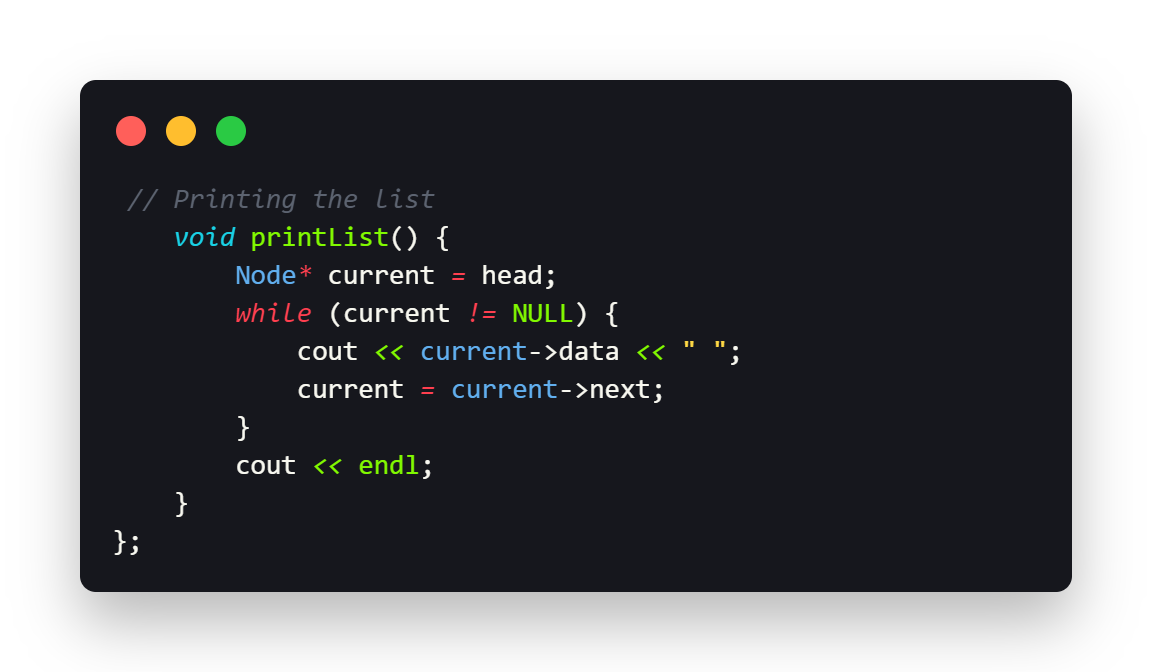 // Printing the list
void printList() {
Node* current = head;
while (current != NULL) {
cout << current->data << " ";
current = current->next;
}
cout << endl;
}
};